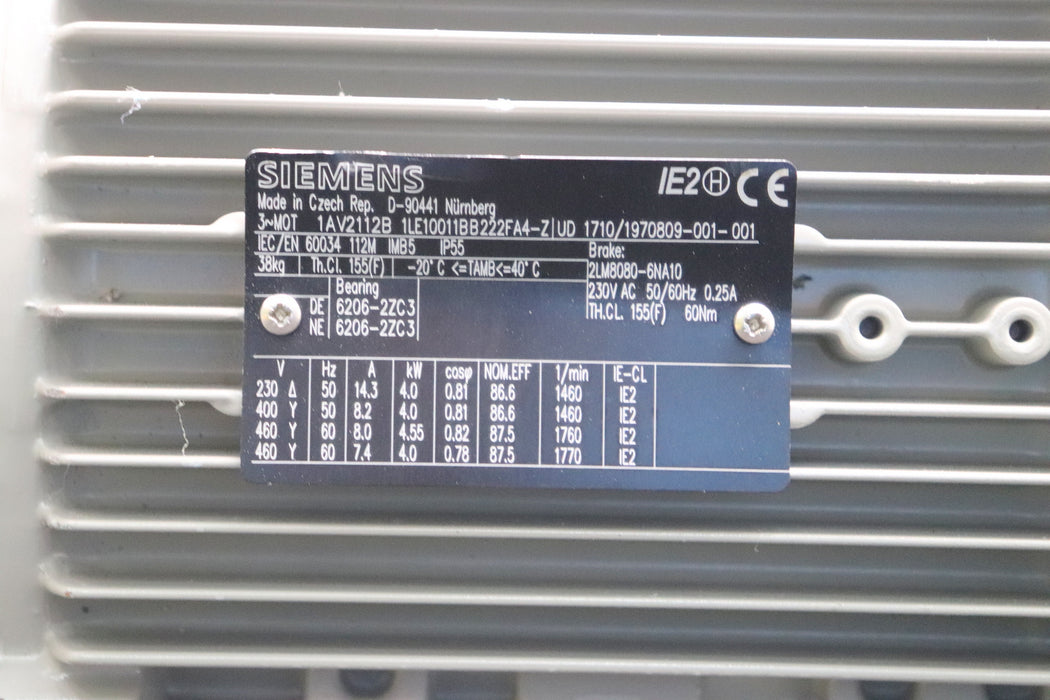 SIEMENS IE2 H CE
Made in Czech Rep. D-90441 Nürnberg
3~MOT 1AV2112B 1LE10011BB222FA4-Z UD 1710/1970809-001-001
IEC/EN 60034 112M IMB5 IP55
38kg Th.Cl. 155(F) -20°C <=TAMB<=40°C
Brake:
2LM8080-6NA10
230V AC 50/60Hz 0.25A
TH.CL. 155(F) 60Nm
Bearing
DE 6206-2ZC3
NE 6206-2ZC3
V Hz A kW cosφ NOM.EFF 1/min IE-CL
230 Δ 50 14.3 4.0 0.81 86.6 1460 IE2
400 Y 50 8.2 4.0 0.81 86.6 1460 IE2
460 Y 60 8.0 4.55 0.82 87.5 1760 IE2
460 Y 60 7.4 4.0 0.78 87.5 1770 IE2